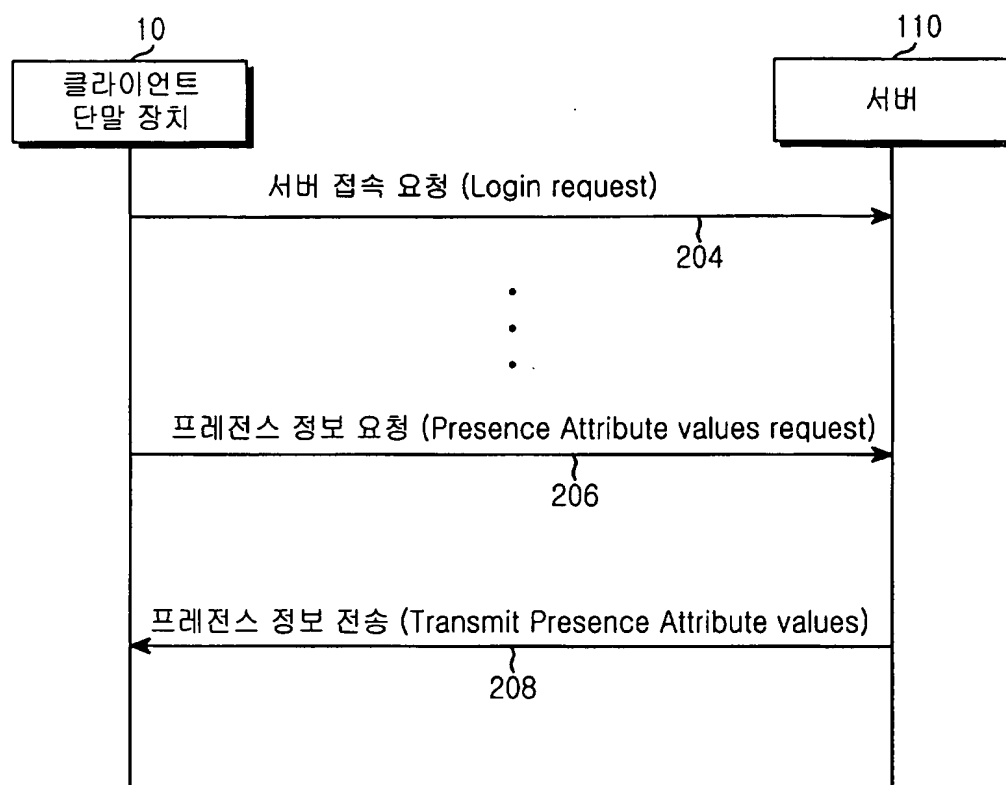 10
클라이언트
단말 장치
110
서버
서버 접속 요청 (Login request)
204
프레전스 정보 요청 (Presence Attribute values request)
206
프레전스 정보 전송 (Transmit Presence Attribute values)
208